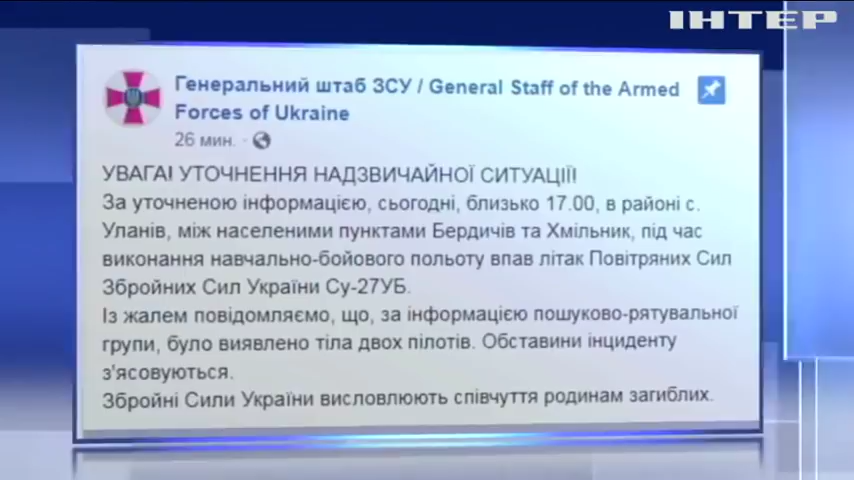 ІНТЕР
Генеральний штаб ЗСУ / General Staff of the Armed
Forces of Ukraine
26 мин. ·
УВАГА! УТОЧНЕННЯ НАДЗВИЧАЙНОЇ СИТУАЦІЇ!
За уточненою інформацією, сьогодні, близько 17.00, в районі с.
Уланів, між населеними пунктами Бердичів та Хмільник, під час
виконання навчально-бойового польоту впав літак Повітряних Сил
Збройних Сил України Су-27УБ.
Із жалем повідомляємо, що, за інформацією пошуково-рятувальної
групи, було виявлено тіла двох пілотів. Обставини інциденту
з'ясовуються.
Збройні Сили України висловлюють співчуття родинам загиблих.